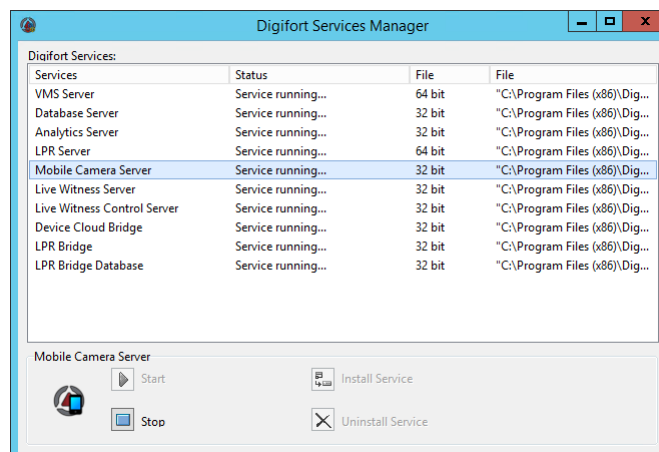 Digifort Services Manager
Digifort Services:
Services Status File File
VMS Server Service running... 64 bit "C:\Program Files (x86)\Dig...
Database Server Service running... 32 bit "C:\Program Files (x86)\Dig...
Analytics Server Service running... 32 bit "C:\Program Files (x86)\Dig...
LPR Server Service running... 64 bit "C:\Program Files (x86)\Dig...
Mobile Camera Server Service running... 32 bit "C:\Program Files (x86)\Dig...
Live Witness Server Service running... 32 bit "C:\Program Files (x86)\Dig...
Live Witness Control Server Service running... 32 bit "C:\Program Files (x86)\Dig...
Device Cloud Bridge Service running... 32 bit "C:\Program Files (x86)\Dig...
LPR Bridge Service running... 32 bit "C:\Program Files (x86)\Dig...
LPR Bridge Database Service running... 32 bit "C:\Program Files (x86)\Dig...
Mobile Camera Server
Start Install Service
Stop Uninstall Service